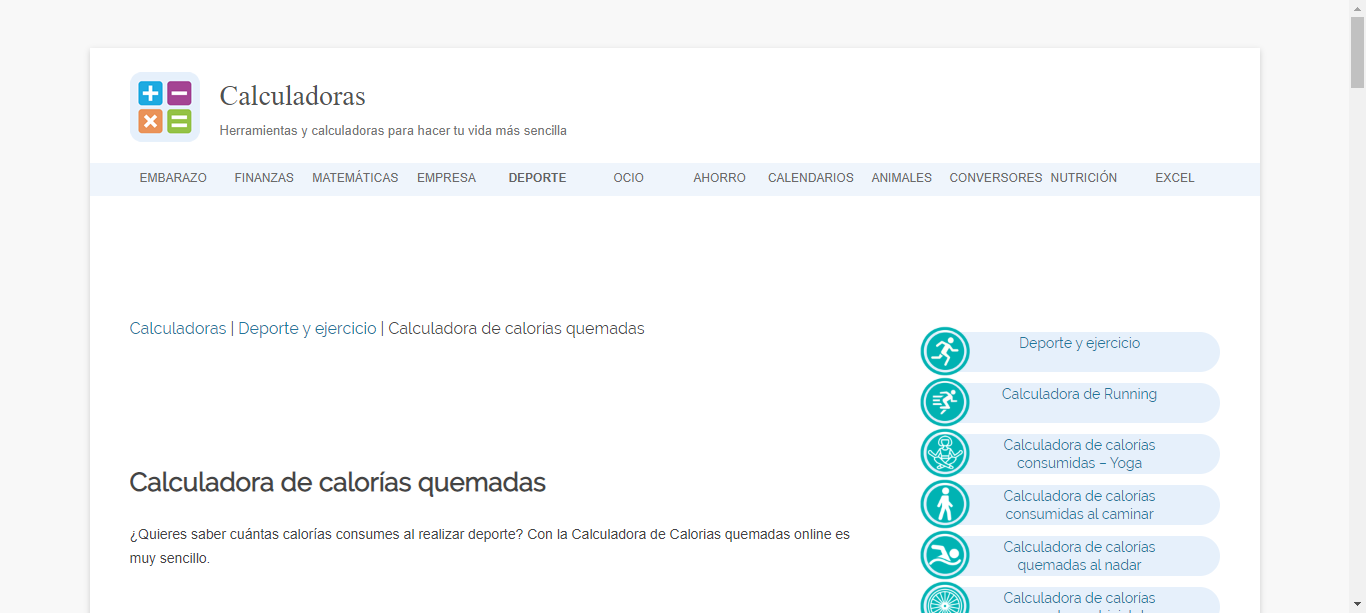 Calculadoras
Herramientas y calculadoras para hacer tu vida más sencilla
EMBARAZO FINANZAS MATEMÁTICAS EMPRESA DEPORTE OCIO AHORRO CALENDARIOS ANIMALES CONVERSORES NUTRICIÓN EXCEL
Calculadoras | Deporte y ejercicio | Calculadora de calorías quemadas
Calculadora de calorías quemadas
¿Quieres saber cuántas calorías consumes al realizar deporte? Con la Calculadora de Calorias quemadas online es
muy sencillo.
Deporte y ejercicio
Calculadora de Running
Calculadora de calorías
consumidas – Yoga
Calculadora de calorías
consumidas al caminar
Calculadora de calorías
quemadas al nadar
Calculadora de calorías